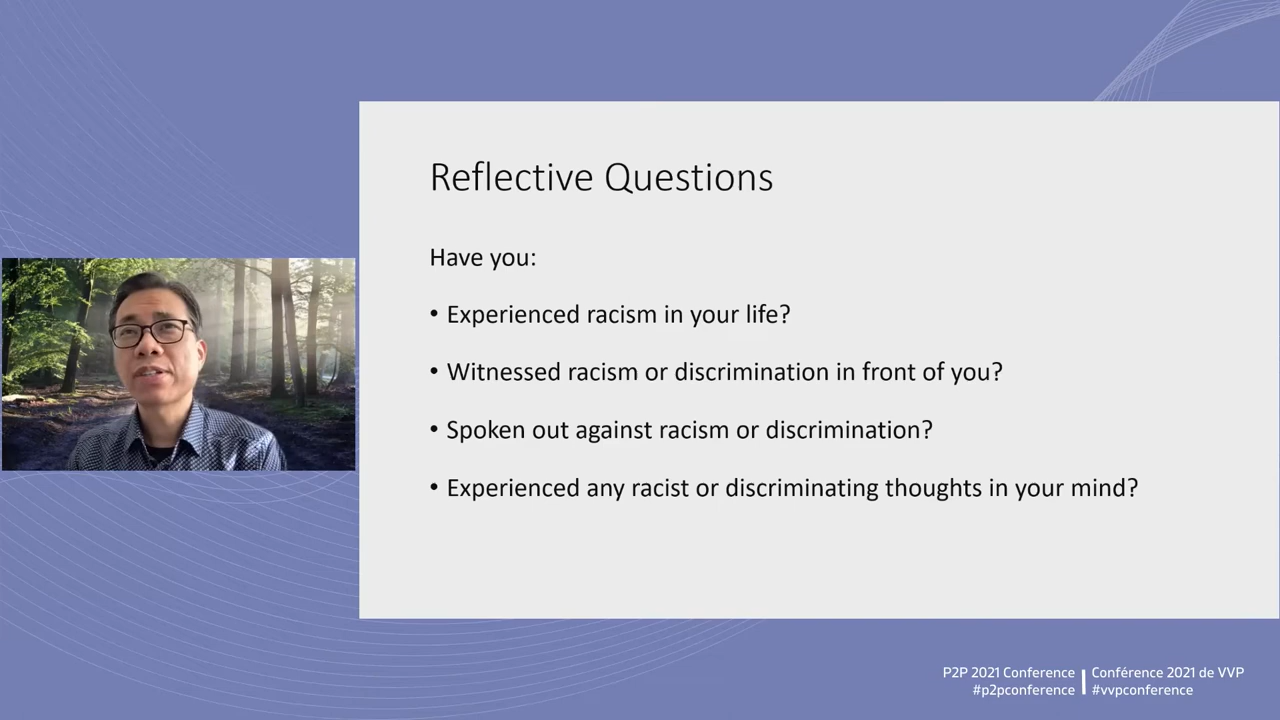 Reflective Questions
Have you:
• Experienced racism in your life?
• Witnessed racism or discrimination in front of you?
• Spoken out against racism or discrimination?
• Experienced any racist or discriminating thoughts in your mind?
P2P 2021 Conference
#p2pconference
Conférence 2021 de VVP
#vvpconference